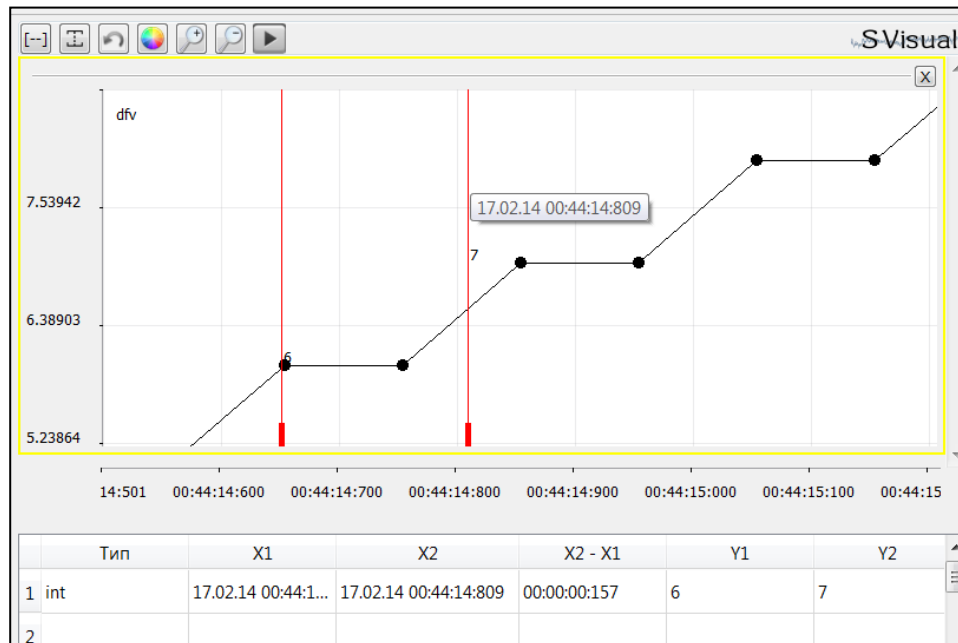 [--]
SVisual
X
dfv
7.53942
17.02.14 00:44:14:809
7
6.38903
6
5.23864
14:501 00:44:14:600 00:44:14:700 00:44:14:800 00:44:14:900 00:44:15:000 00:44:15:100 00:44:15
Тип X1 X2 X2 - X1 Y1 Y2
1 int 17.02.14 00:44:1... 17.02.14 00:44:14:809 00:00:00:157 6 7
2